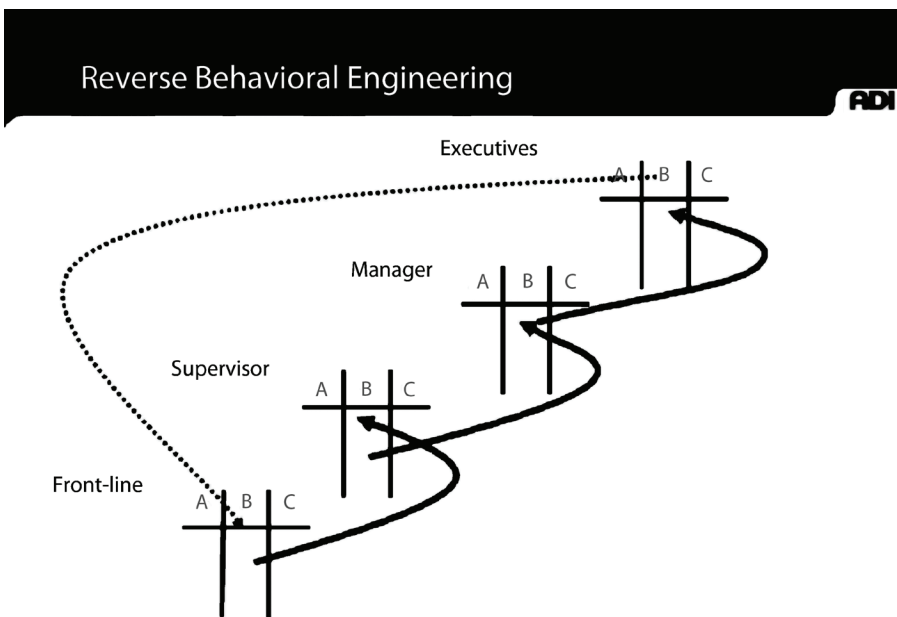 Reverse Behavioral Engineering
ADI
Executives
A B C
Manager
A B C
Supervisor
A B C
Front-line
A B C